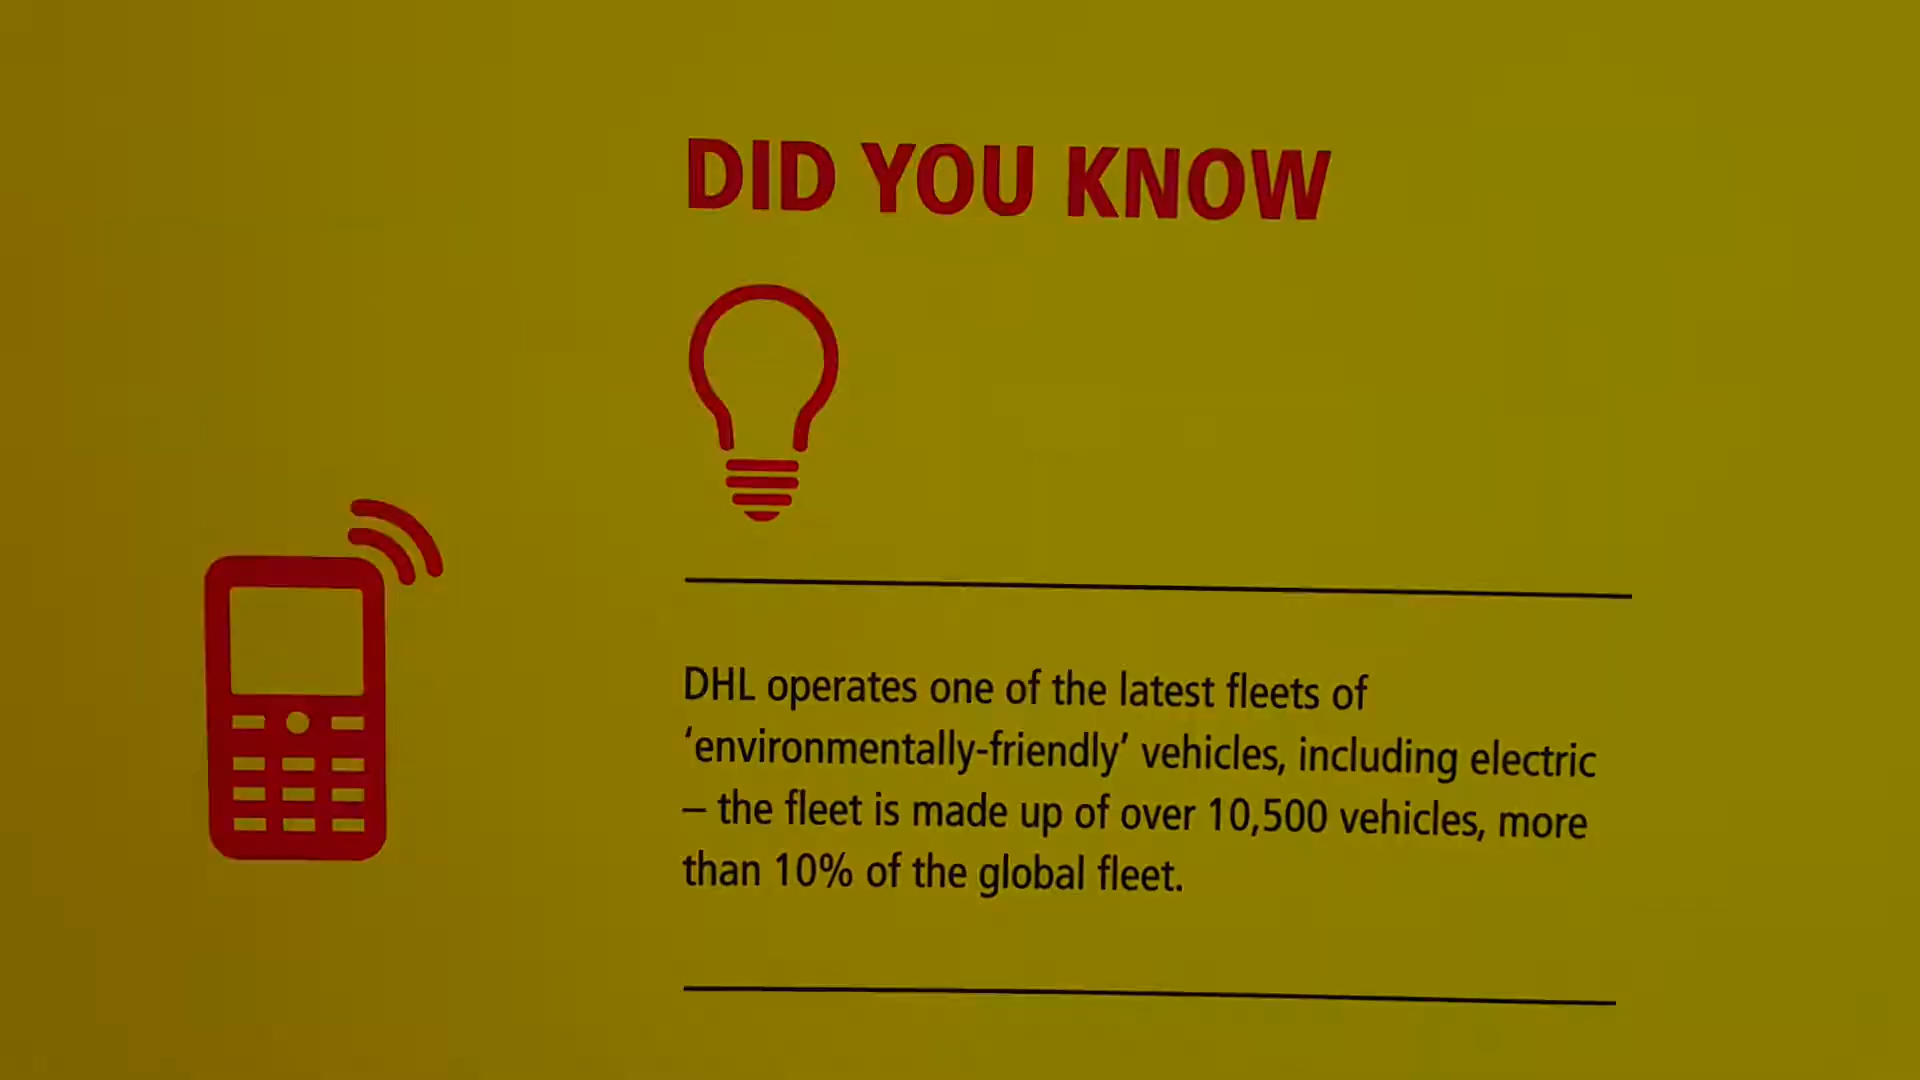 DID YOU KNOW
DHL operates one of the latest fleets of
‘environmentally-friendly’ vehicles, including electric
– the fleet is made up of over 10,500 vehicles, more
than 10% of the global fleet.